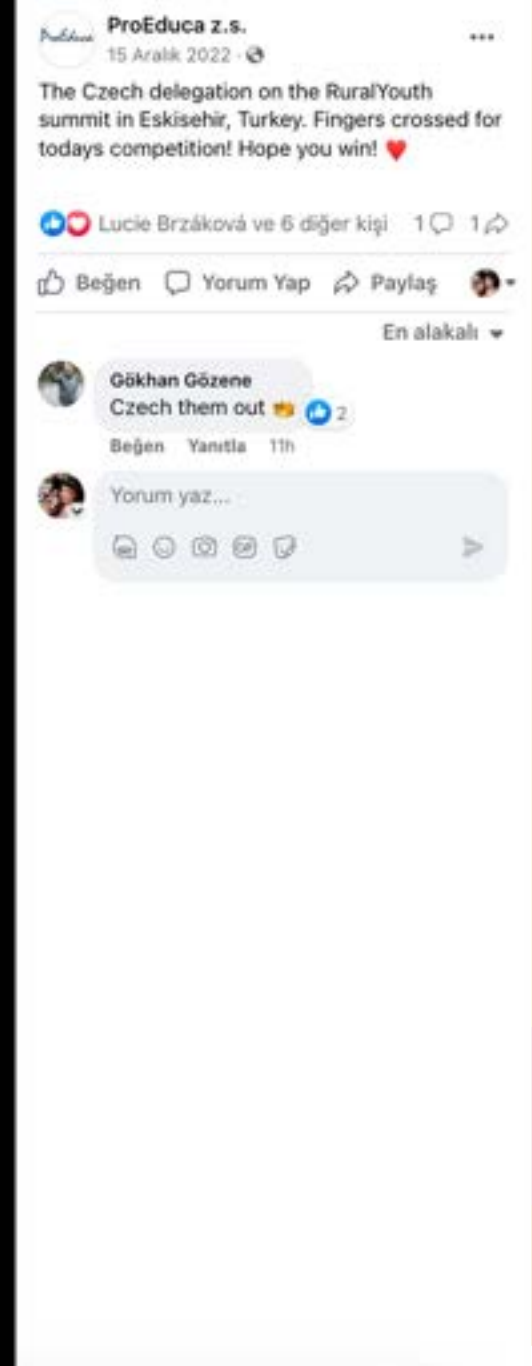 ProEduca
ProEduca z.s.
15 Aralık 2022
The Czech delegation on the RuralYouth
summit in Eskisehir, Turkey. Fingers crossed for
todays competition! Hope you win! ❤️
Lucie Brzáková ve 6 diğer kişi 1 1
Beğen Yorum Yap Paylaş
En alakalı
Gökhan Gözene
Czech them out 👏 2
Beğen Yanıtla 11h
Yorum yaz...
GIF